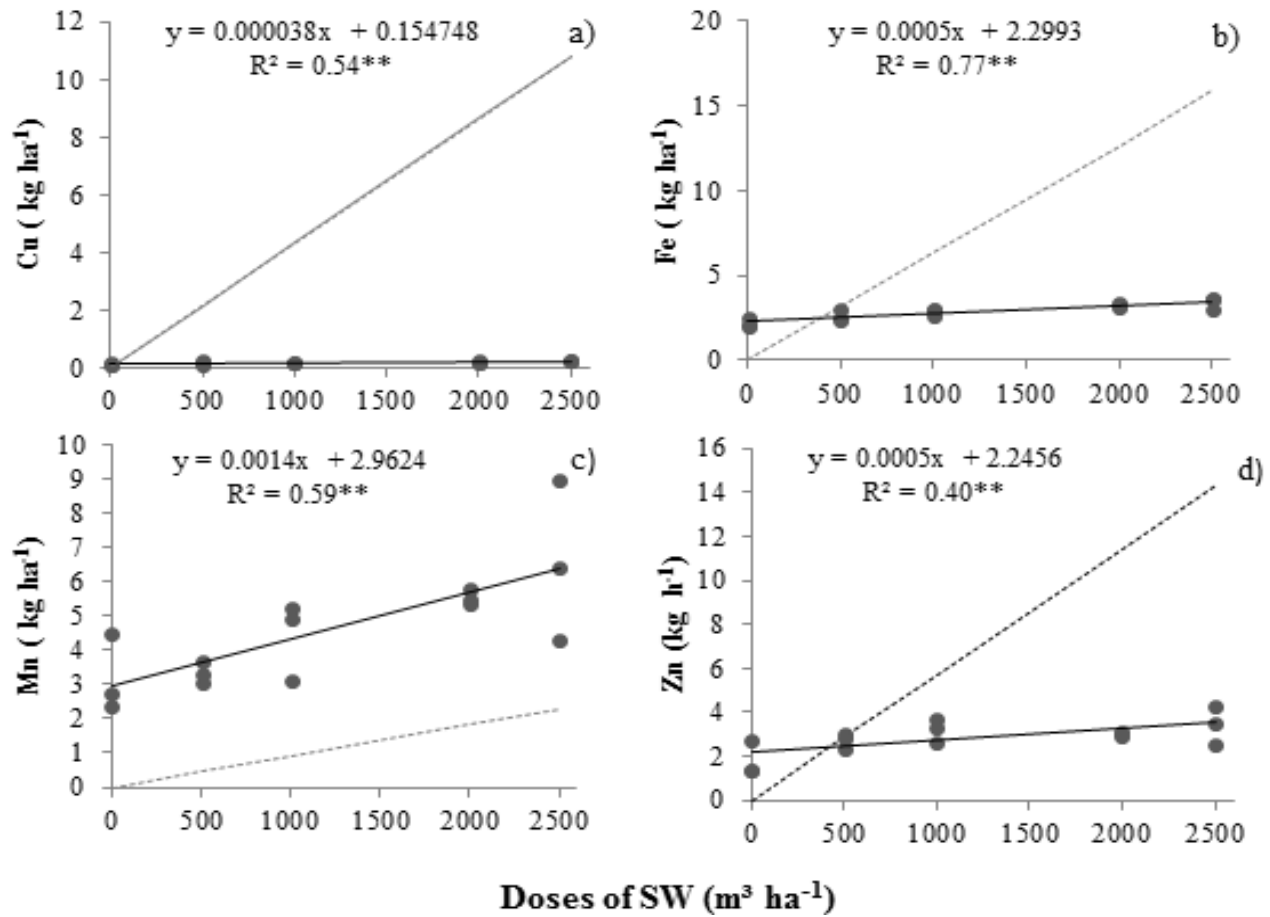 y = 0.000038x + 0.154748
R² = 0.54**
a)
Cu ( kg ha⁻¹)
12
10
8
6
4
2
0
0 500 1000 1500 2000 2500
y = 0.0005x + 2.2993
R² = 0.77**
b)
Fe ( kg ha⁻¹)
20
15
10
5
0
0 500 1000 1500 2000 2500
y = 0.0014x + 2.9624
R² = 0.59**
c)
Mn ( kg ha⁻¹)
10
9
8
7
6
5
4
3
2
1
0
0 500 1000 1500 2000 2500
y = 0.0005x + 2.2456
R² = 0.40**
d)
Zn (kg h⁻¹)
16
14
12
10
8
6
4
2
0
0 500 1000 1500 2000 2500
Doses of SW (m³ ha⁻¹)